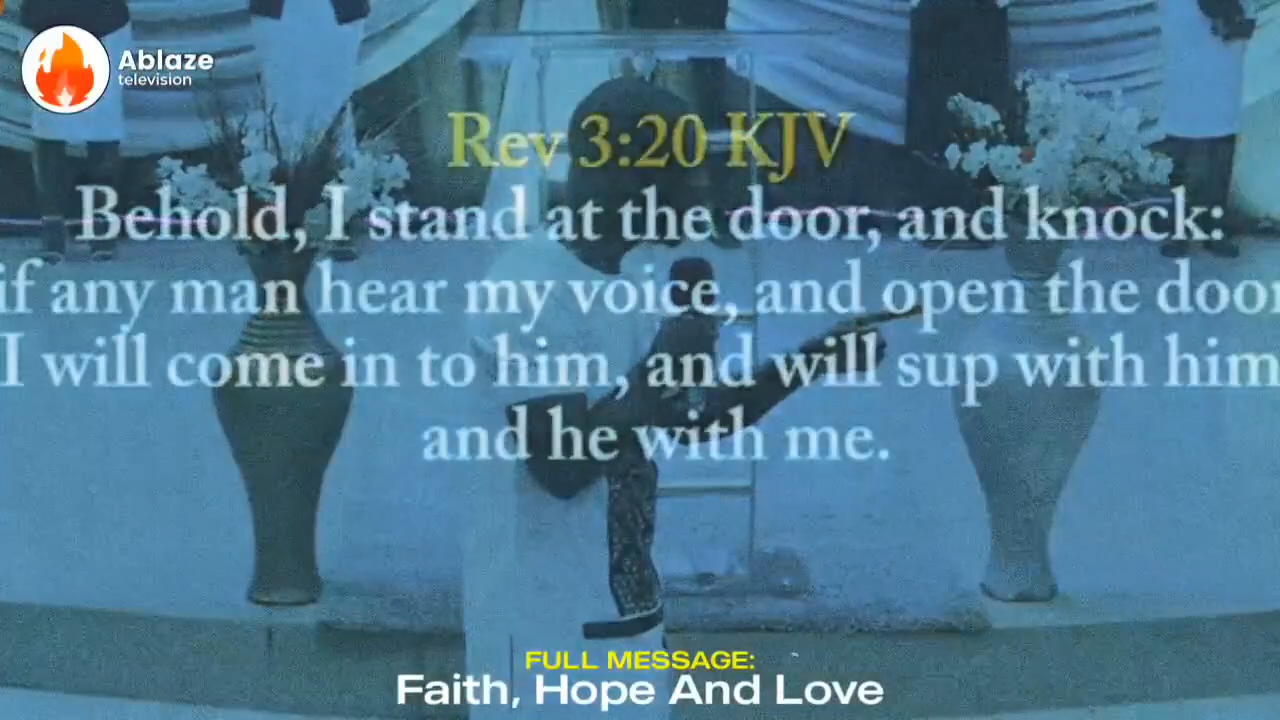 Ablaze
television
Rev 3:20 KJV
Behold, I stand at the door, and knock:
if any man hear my voice, and open the door
I will come in to him, and will sup with him
and he with me.
FULL MESSAGE:
Faith, Hope And Love